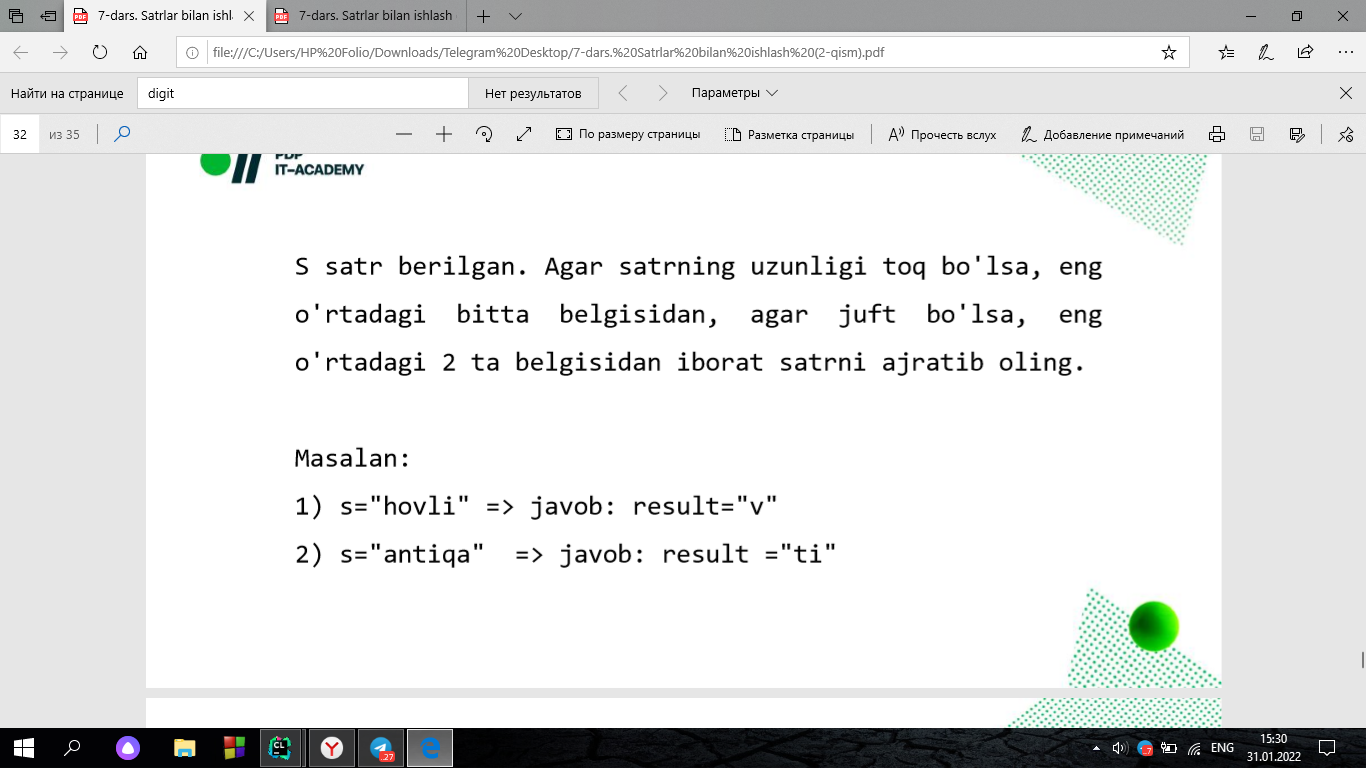 7-dars. Satrlar bilan ishl
7-dars. Satrlar bilan ishlash
file:///C:/Users/HP%20Folio/Downloads/Telegram%20Desktop/7-dars.%20Satrlar%20bilan%20ishlash%20(2-qism).pdf
Найти на странице
digit
Нет результатов
Параметры
32 из 35
По размеру страницы
Разметка страницы
Прочесть вслух
Добавление примечаний
PDP
IT-ACADEMY
S satr berilgan. Agar satrning uzunligi toq bo'lsa, eng
o'rtadagi bitta belgisidan, agar juft bo'lsa, eng
o'rtadagi 2 ta belgisidan iborat satrni ajratib oling.
Masalan:
1) s="hovli" => javob: result="v"
2) s="antiqa" => javob: result ="ti"
CL
Y
27
ENG
15:30
31.01.2022